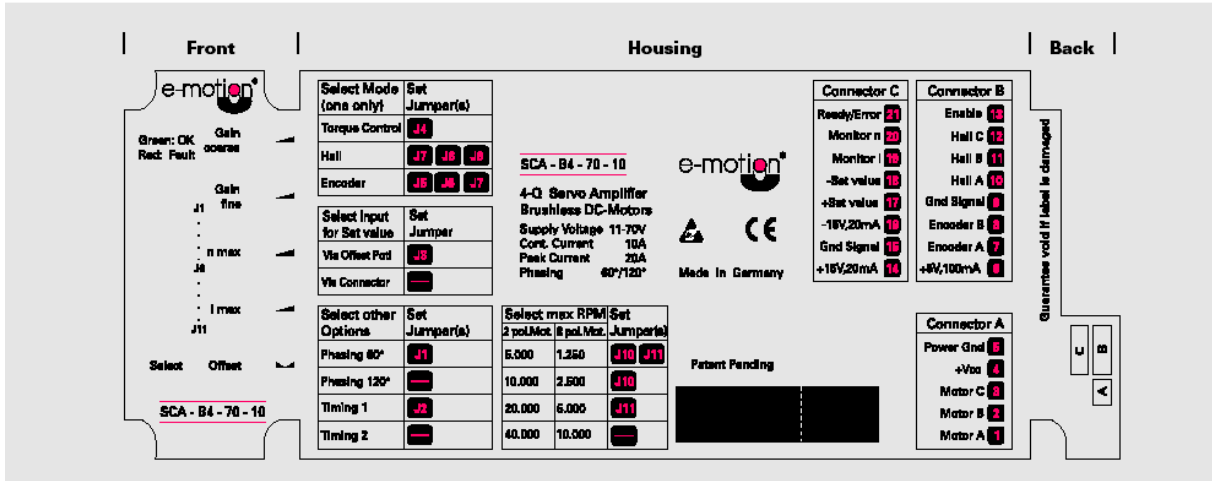 Front
Housing
Back
e-motion
Green: OK
Red: Fault
Gain
coarse
Gain
fine
J1
n max
I max
J11
Select Offset
SCA - B4 - 70 - 10
Select Mode
(one only)
Set
Jumper(s)
Torque Control J4
Hall
Encoder
Select Input
for Set value
Set
Jumper
Via Offset Poti
Via Connector
Select other
Options
Set
Jumper(s)
Phasing 60° J1
Phasing 120°
Timing 1 J2
Timing 2
Select max RPM
2 pol.Mot. 8 pol.Mot.
Set
Jumper(s)
5.000 1.250 J10 J11
10.000 2.500 J10
20.000 5.000 J11
40.000 10.000
SCA - B4 - 70 - 10
4-Q Servo Amplifier
Brushless DC-Motors
Supply Voltage 11-70V
Cont. Current 10A
Peak Current 20A
Phasing 60°/120°
e-motion
CE
Made in Germany
Patent Pending
Connector C
Ready/Error 21
Monitor n 20
Monitor I 19
-Set value 18
+Set value 17
-15V,20mA 16
Gnd Signal 15
+15V,20mA 14
Connector B
Enable 13
Hall C 12
Hall B 11
Hall A 10
Gnd Signal 9
Encoder B 8
Encoder A 7
+5V,100mA 6
Connector A
Power Gnd 5
+Vcc 4
Motor C 3
Motor B 2
Motor A 1
Guarantee void if label is damaged
C
B
A